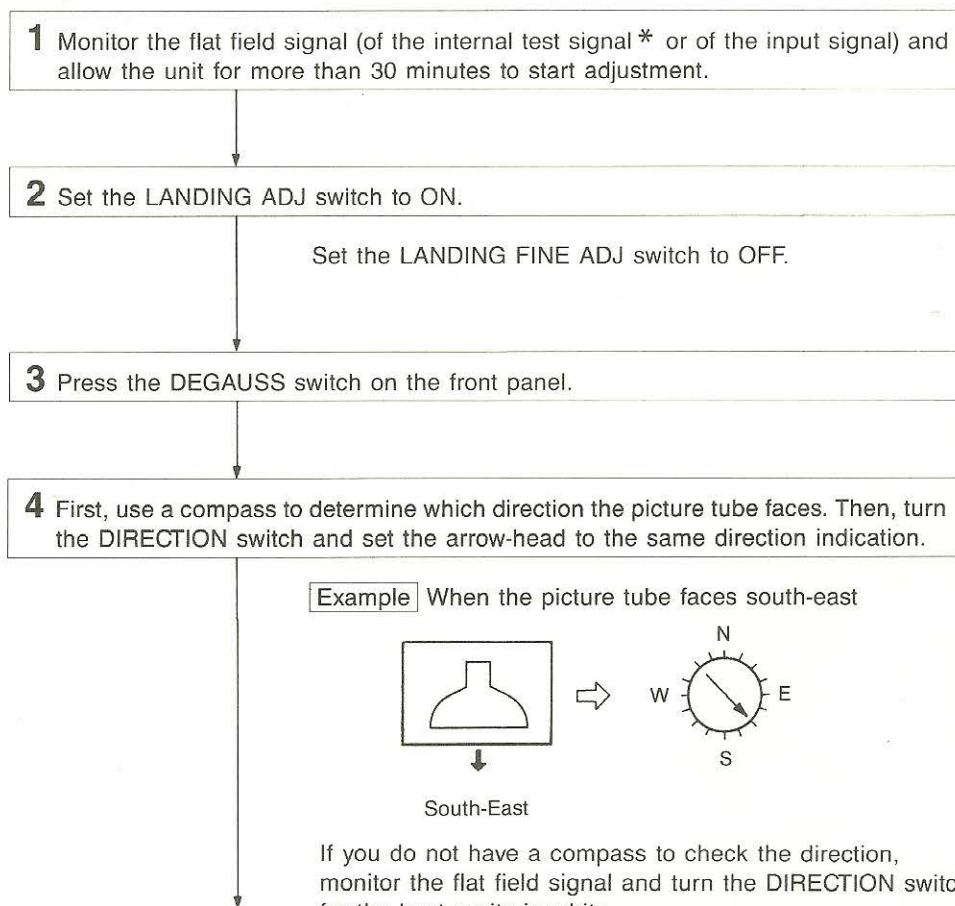 1 Monitor the flat field signal (of the internal test signal * or of the input signal) and
allow the unit for more than 30 minutes to start adjustment.
2 Set the LANDING ADJ switch to ON.
Set the LANDING FINE ADJ switch to OFF.
3 Press the DEGAUSS switch on the front panel.
4 First, use a compass to determine which direction the picture tube faces. Then, turn
the DIRECTION switch and set the arrow-head to the same direction indication.
Example When the picture tube faces south-east
N
W E
S
South-East
If you do not have a compass to check the direction,
monitor the flat field signal and turn the DIRECTION switc